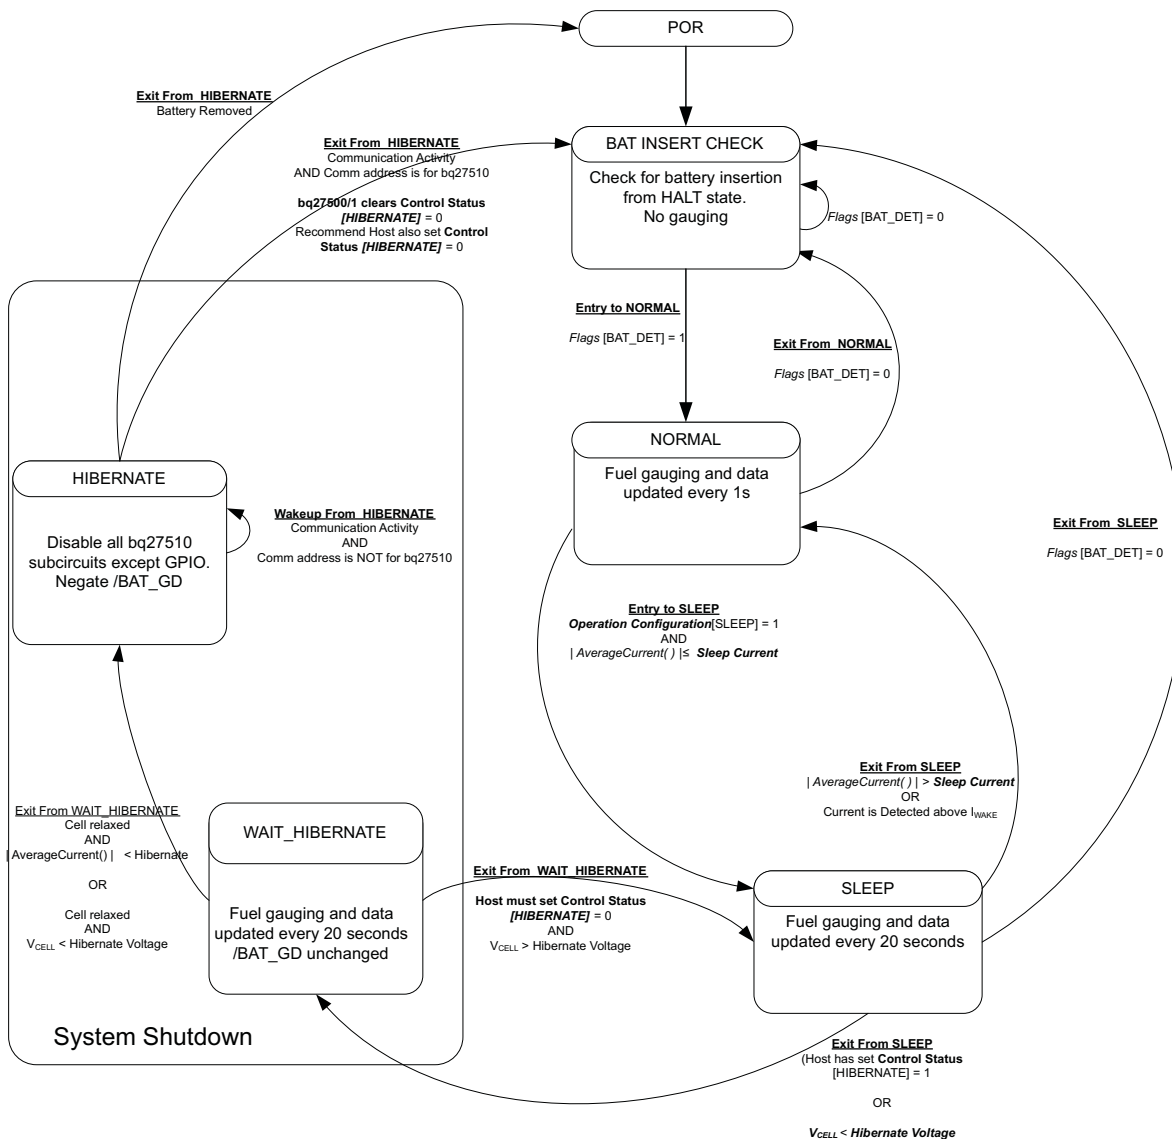 POR
Exit From HIBERNATE
Battery Removed
Exit From HIBERNATE
Communication Activity
AND Comm address is for bq27510
bq27500/1 clears Control Status
[HIBERNATE] = 0
Recommend Host also set Control
Status [HIBERNATE] = 0
BAT INSERT CHECK
Check for battery insertion
from HALT state.
No gauging
Flags [BAT_DET] = 0
Entry to NORMAL
Flags [BAT_DET] = 1
Exit From NORMAL
Flags [BAT_DET] = 0
NORMAL
Fuel gauging and data
updated every 1s
HIBERNATE
Disable all bq27510
subcircuits except GPIO.
Negate /BAT_GD
Wakeup From HIBERNATE
Communication Activity
AND
Comm address is NOT for bq27510
Exit From SLEEP
Flags [BAT_DET] = 0
Entry to SLEEP
Operation Configuration[SLEEP] = 1
AND
| AverageCurrent( ) |≤ Sleep Current
Exit From SLEEP
| AverageCurrent( ) | > Sleep Current
OR
Current is Detected above IWAKE
Exit From WAIT_HIBERNATE
Cell relaxed
AND
| AverageCurrent() | < Hibernate
OR
Cell relaxed
AND
VCELL < Hibernate Voltage
WAIT_HIBERNATE
Fuel gauging and data
updated every 20 seconds
/BAT_GD unchanged
Exit From WAIT_HIBERNATE
Host must set Control Status
[HIBERNATE] = 0
AND
VCELL > Hibernate Voltage
SLEEP
Fuel gauging and data
updated every 20 seconds
System Shutdown
Exit From SLEEP
(Host has set Control Status
[HIBERNATE] = 1
OR
VCELL < Hibernate Voltage